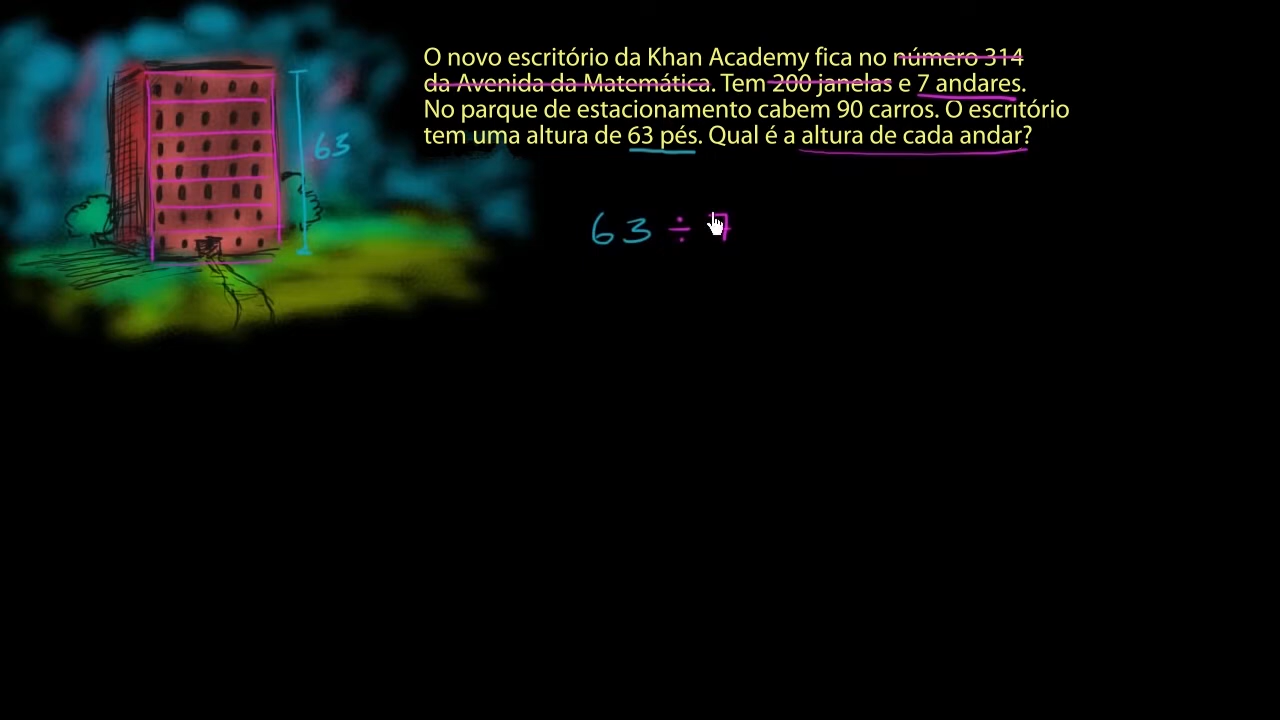 O novo escritório da Khan Academy fica no número 314
da Avenida da Matemática. Tem 200 janelas e 7 andares.
No parque de estacionamento cabem 90 carros. O escritório
tem uma altura de 63 pés. Qual é a altura de cada andar?
63
63 ÷ 7